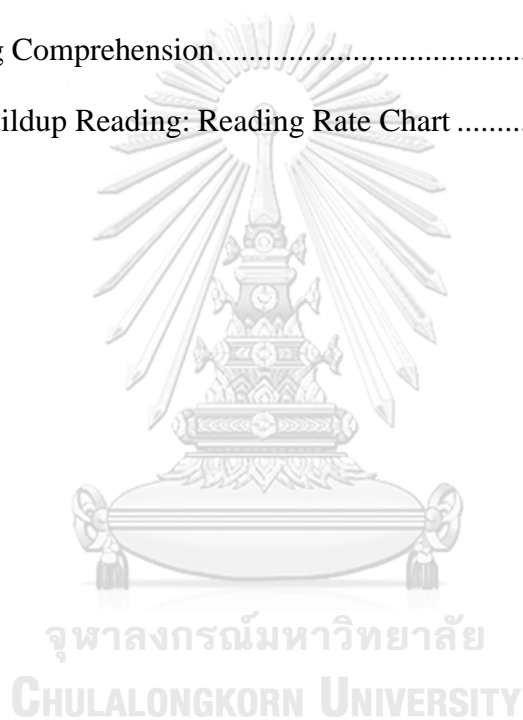 g Comprehension..................................
ildup Reading: Reading Rate Chart .........
จุฬาลงกรณ์มหาวิทยาลัย
CHULALONGKORN UNIVERSITY